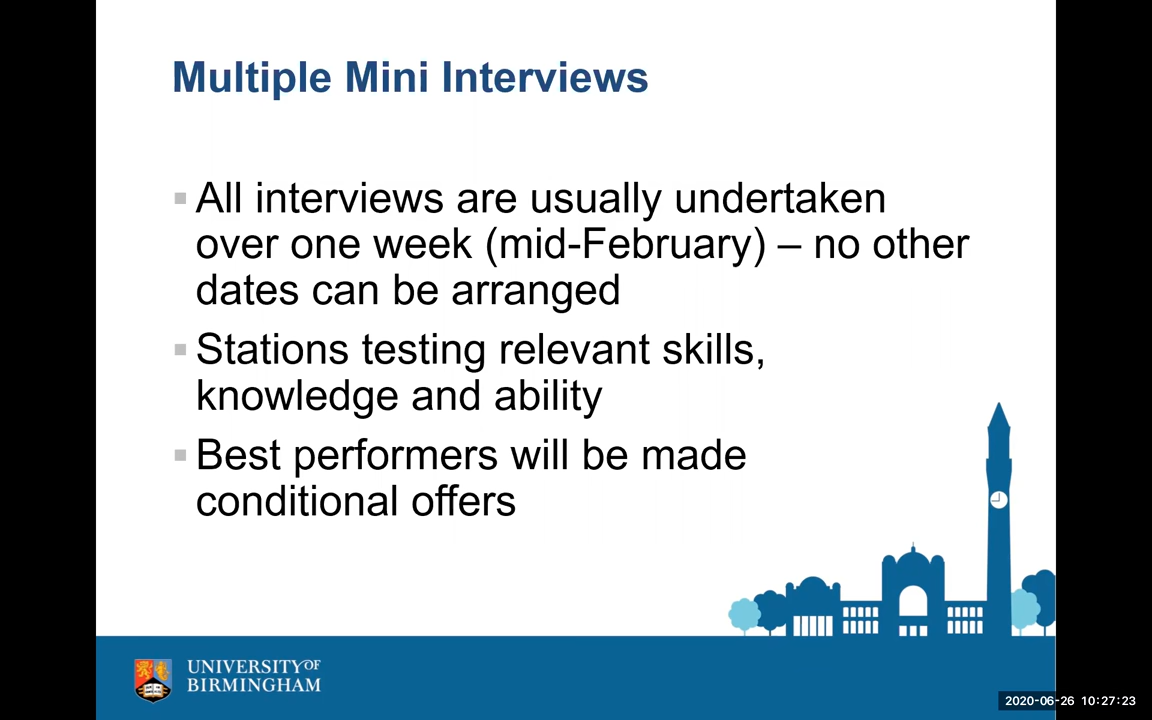 Multiple Mini Interviews
▪ All interviews are usually undertaken
over one week (mid-February) – no other
dates can be arranged
▪ Stations testing relevant skills,
knowledge and ability
▪ Best performers will be made
conditional offers
UNIVERSITY OF
BIRMINGHAM
2020-06-26 10:27:23